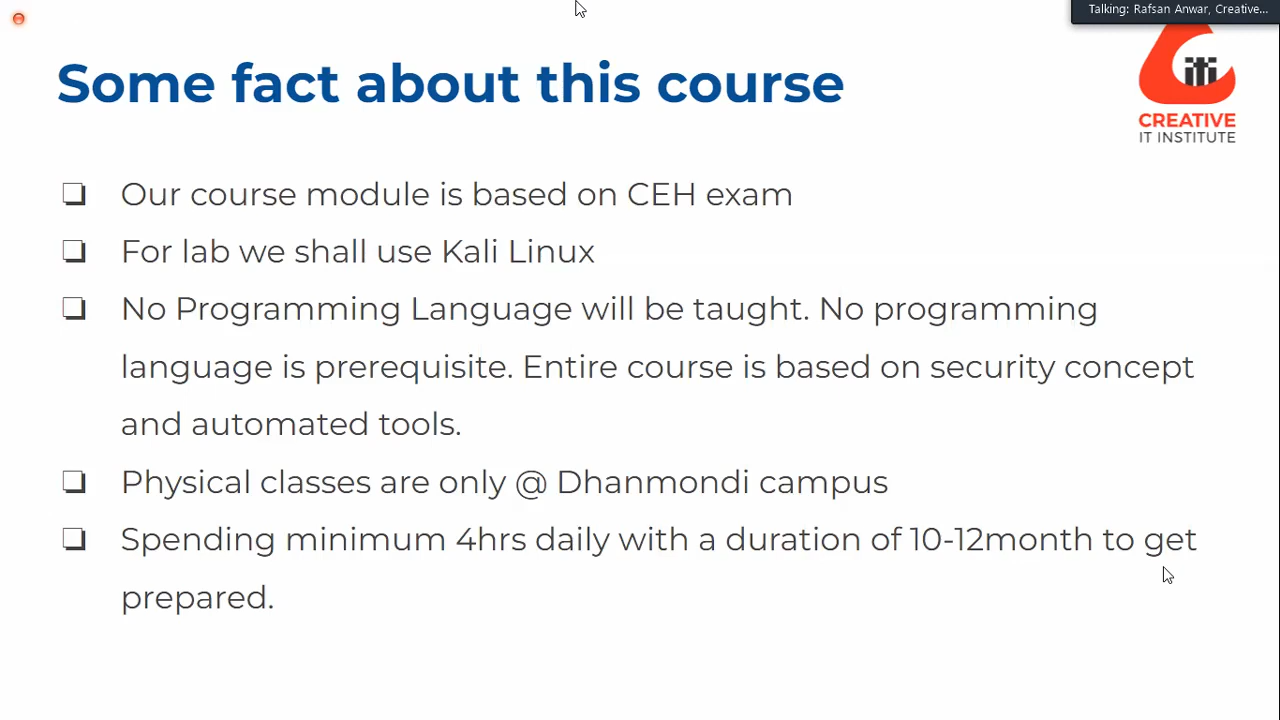 Talking: Rafsan Anwar, Creative...
Some fact about this course
iti
CREATIVE
IT INSTITUTE
❏ Our course module is based on CEH exam
❏ For lab we shall use Kali Linux
❏ No Programming Language will be taught. No programming
language is prerequisite. Entire course is based on security concept
and automated tools.
❏ Physical classes are only @ Dhanmondi campus
❏ Spending minimum 4hrs daily with a duration of 10-12month to get
prepared.